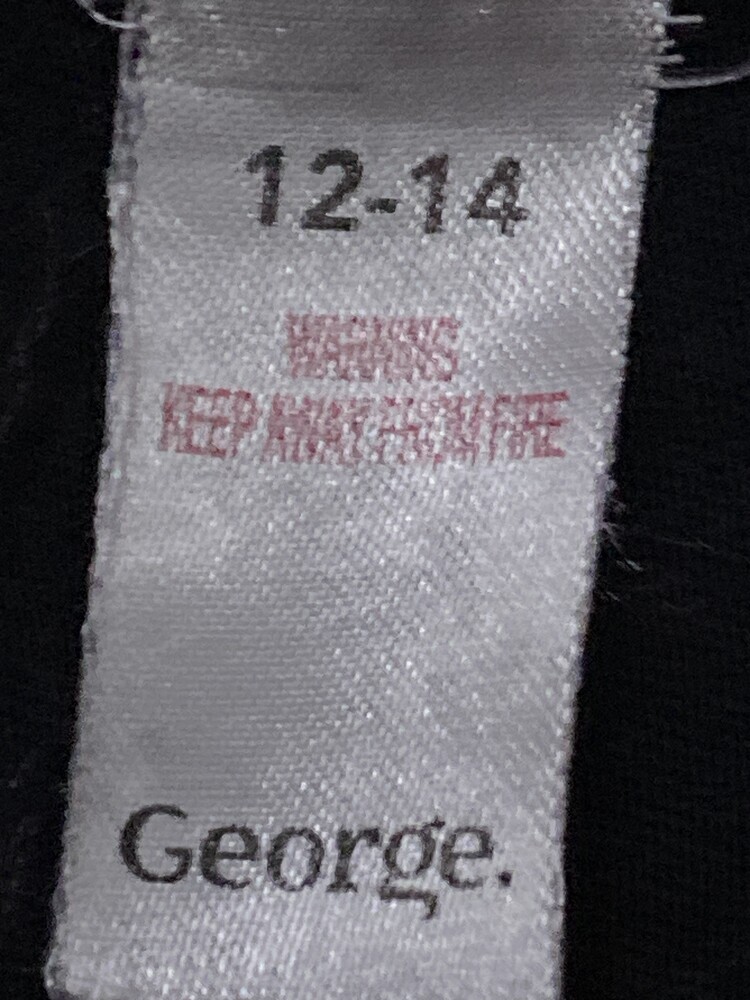 12-14
WARNING
KEEP AWAY FROM FIRE
George.